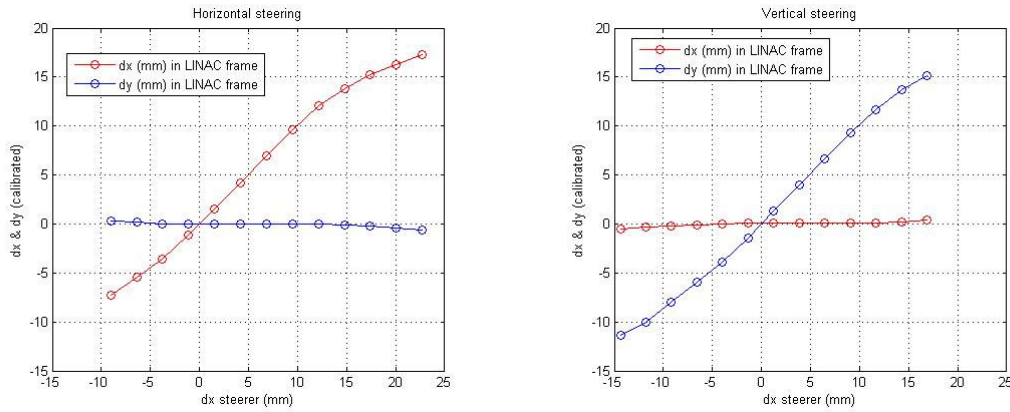 Horizontal steering
20
15
10
5
0
-5
-10
-15
dx & dy (calibrated)
dx (mm) in LINAC frame
dy (mm) in LINAC frame
-15 -10 -5 0 5 10 15 20 25
dx steerer (mm)
Vertical steering
20
15
10
5
0
-5
-10
-15
dx & dy (calibrated)
dx (mm) in LINAC frame
dy (mm) in LINAC frame
-15 -10 -5 0 5 10 15 20 25
dx steerer (mm)